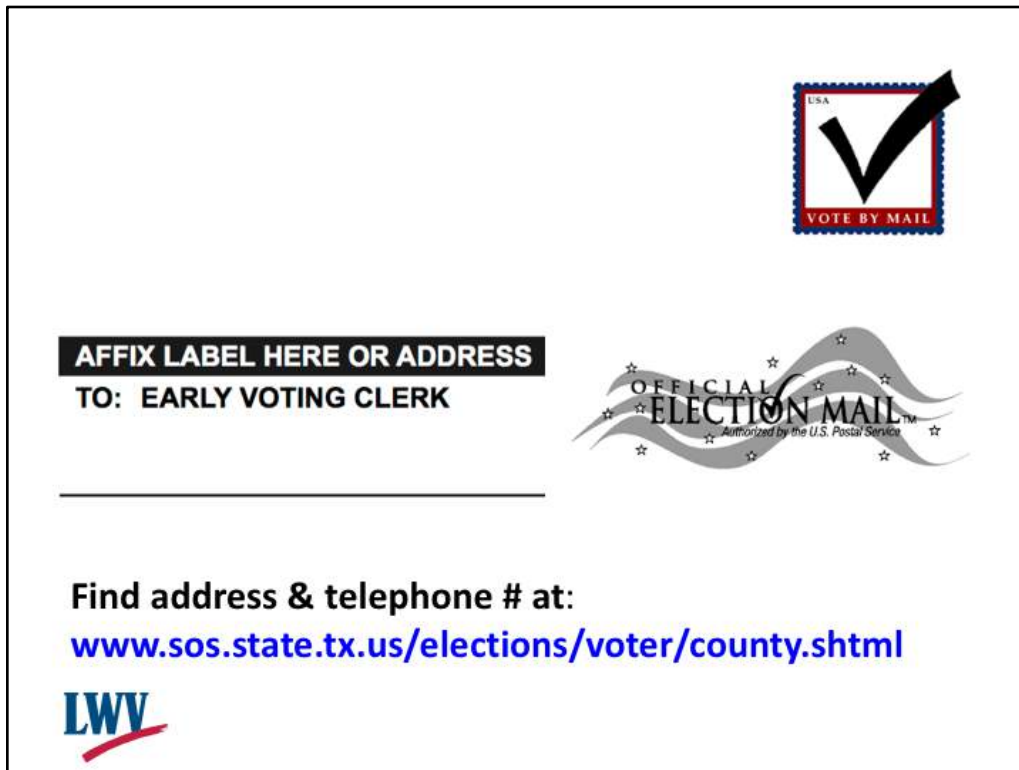 USA
VOTE BY MAIL
AFFIX LABEL HERE OR ADDRESS
TO: EARLY VOTING CLERK
OFFICIAL
ELECTION MAIL™
Authorized by the U.S. Postal Service
Find address & telephone # at:
www.sos.state.tx.us/elections/voter/county.shtml
LWV